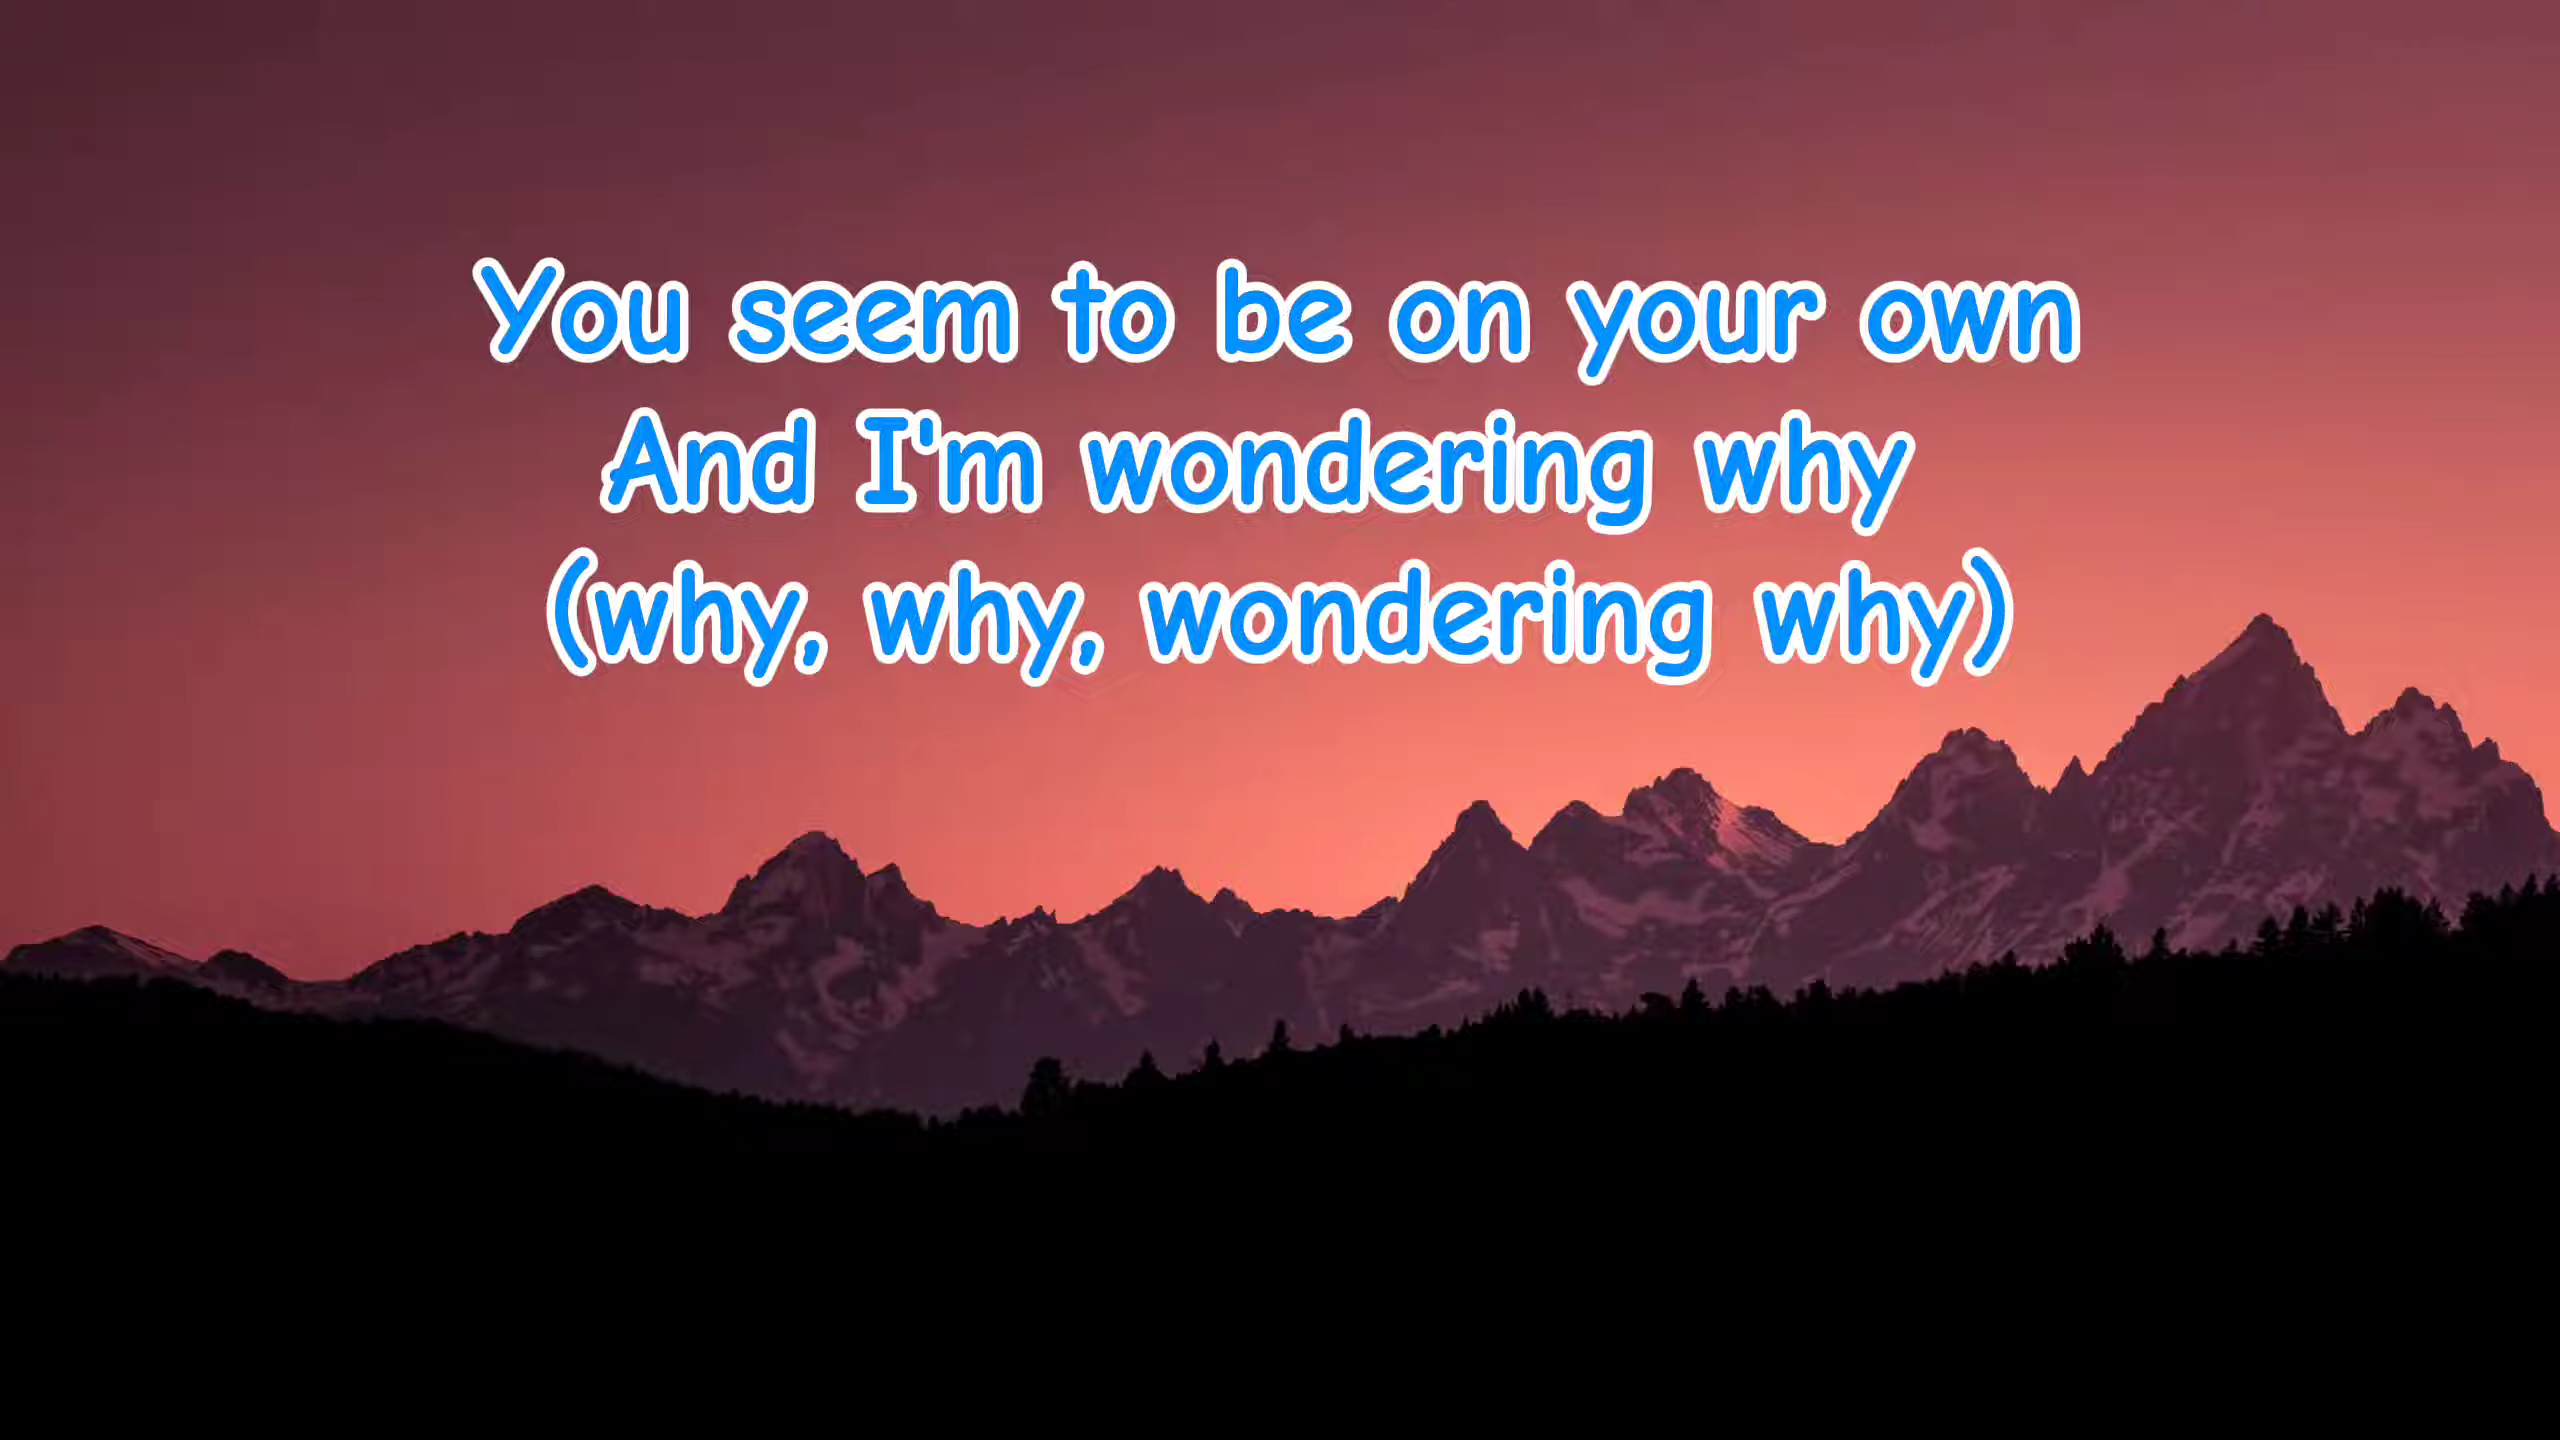 You seem to be on your own
And I'm wondering why
(why, why, wondering why)